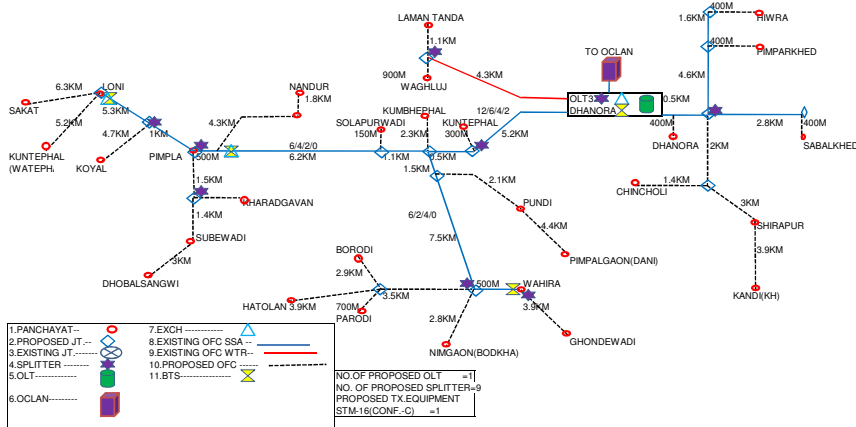 400M
HIWRA
1.6KM
400M
PIMPARKHED
LAMAN TANDA
1.1KM
TO OCLAN
900M
WAGHLUJ
4.3KM
4.6KM
6.3KM
LONI
SAKAT
5.3KM
NANDUR
1.8KM
OLT3
0.5KM
DHANORA
12/6/4/2
5.2KM
KUMBHEPHAL
KUNTEPHAL
SOLAPURWADI
150M
2.3KM
300M
4.3KM
5.2KM
4.7KM
1KM
400M
DHANORA
2.8KM
400M
SABALKHED
KUNTEPHAL
(WATEPH
KOYAL
PIMPLA
500M
6/4/2/0
6.2KM
1.1KM
0.5KM
1.5KM
2KM
1.4KM
CHINCHOLI
1.5KM
KHARADGAVAN
1.4KM
SUBEWADI
2.1KM
PUNDI
4.4KM
3KM
SHIRAPUR
6/2/4/0
7.5KM
3.9KM
3KM
DHOBALSANGWI
BORODI
2.9KM
PIMPALGAON(DANI)
KANDI(KH)
500M
WAHIRA
3.5KM
HATOLAN
3.9KM
700M
PARODI
3.9KM
2.8KM
GHONDEWADI
NIMGAON(BODKHA)
1.PANCHAYAT-- 7.EXCH ------------
2.PROPOSED JT.-- 8.EXISTING OFC SSA --
3.EXISTING JT.------- 9.EXISTING OFC WTR--
4.SPLITTER ------- 10.PROPOSED OFC ------
5.OLT------------- 11.BTS----------------
6.OCLAN---------
NO.OF PROPOSED OLT =1
NO. OF PROPOSED SPLITTER=9
PROPOSED TX.EQUIPMENT
STM-16(CONF.-C) =1